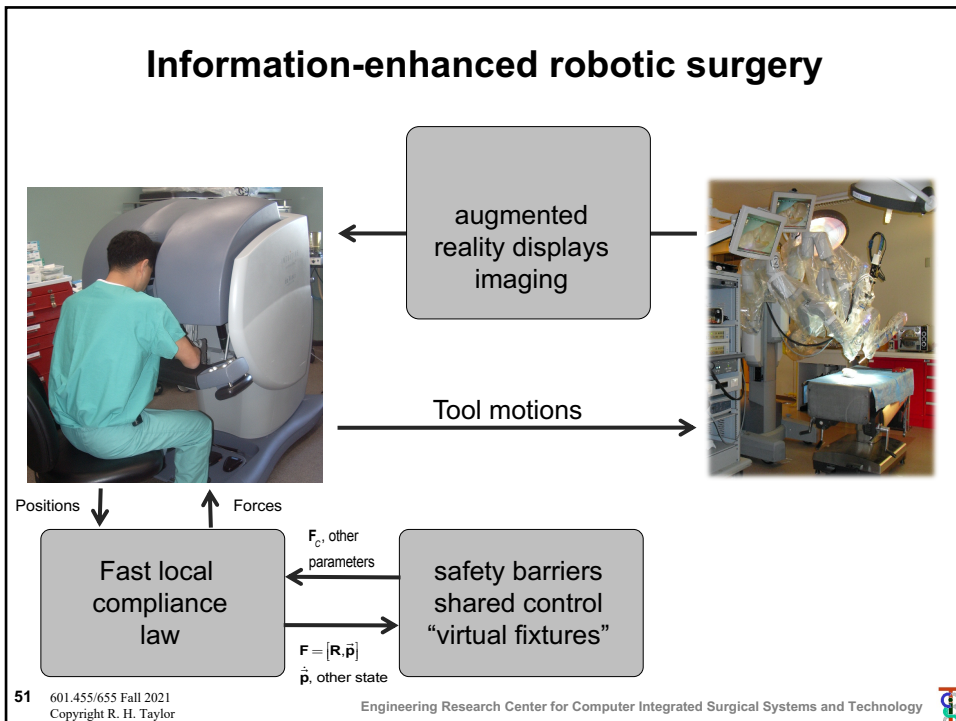 Information-enhanced robotic surgery
augmented
reality displays
imaging
Tool motions
Positions
Forces
Fast local
compliance
law
F_c, other
parameters
safety barriers
shared control
“virtual fixtures”
F = [R, p⃗]
ṗ⃗, other state
51
601.455/655 Fall 2021
Copyright R. H. Taylor
Engineering Research Center for Computer Integrated Surgical Systems and Technology